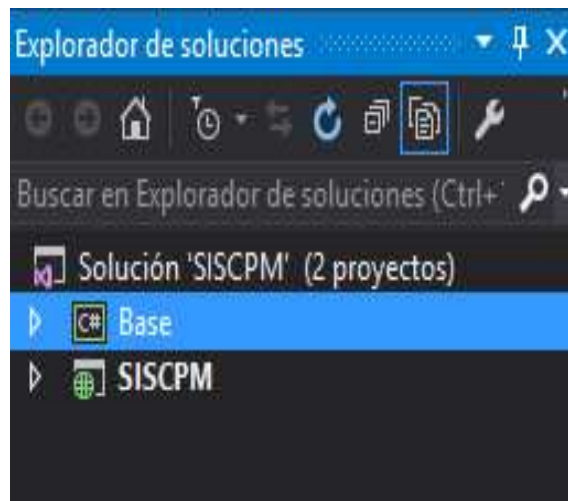 Explorador de soluciones
Buscar en Explorador de soluciones (Ctrl+
Solución 'SISCPM' (2 proyectos)
C# Base
SISCPM